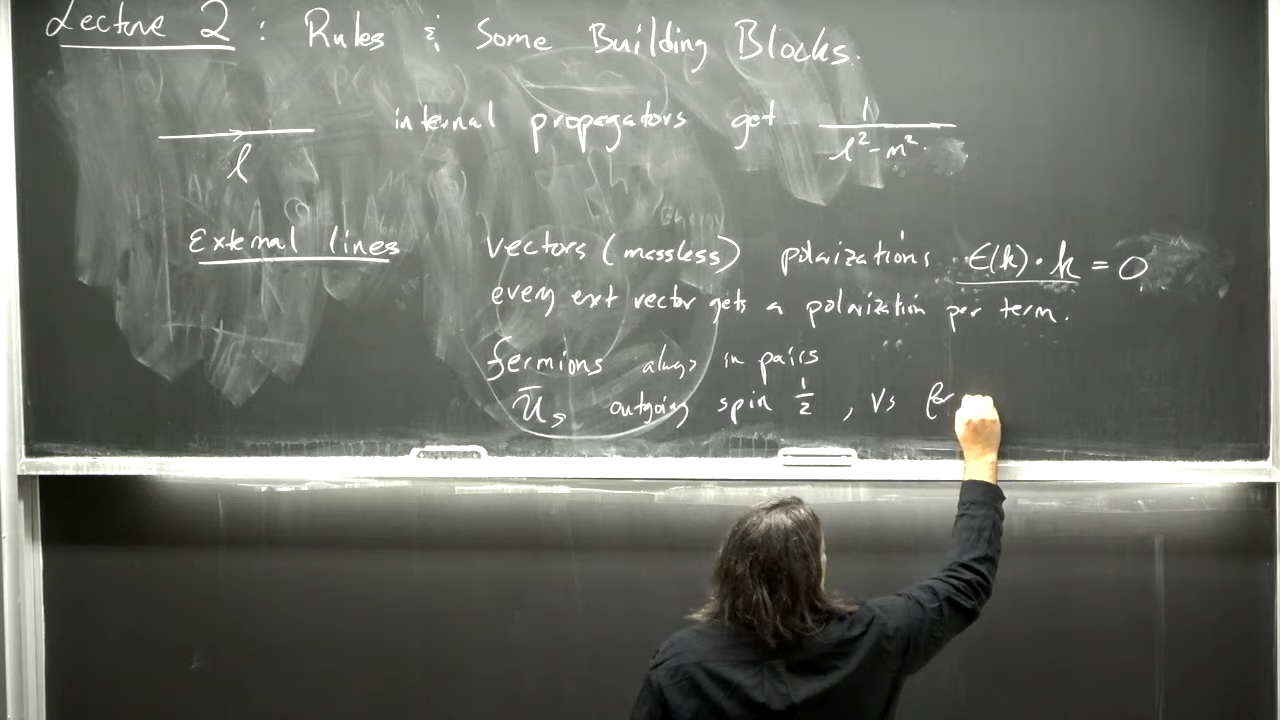 Lecture 2 : Rules & Some Building Blocks.
internal propagators get 1/(l²-m²)
l
External lines vectors (massless) polarizations ε(k)·k = 0
every ext vector gets a polarization per term.
fermions always in pairs
ū_s outgoing spin 1/2 , vs for